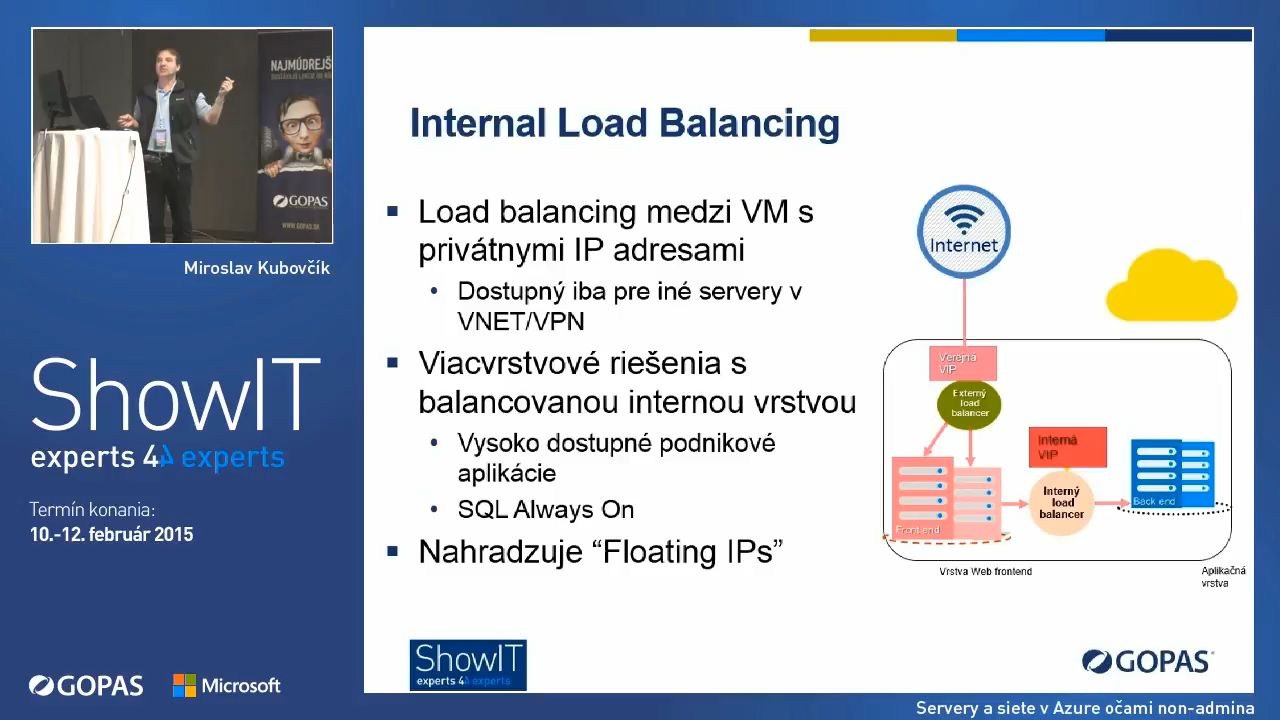 NAJMÚDREJŠ
GOPAS
WWW.GOPAS.SK
Miroslav Kubovčík
ShowIT
experts 4 experts
Termín konania:
10.-12. február 2015
GOPAS
Microsoft
Internal Load Balancing
Load balancing medzi VM s
privátnymi IP adresami
Dostupný iba pre iné servery v
VNET/VPN
Viacvrstvové riešenia s
balancovanou internou vrstvou
Vysoko dostupné podnikové
aplikácie
SQL Always On
Nahradzuje “Floating IPs”
Internet
Verejná
VIP
Externý
load
balancer
Interná
VIP
Interný
load
balancer
Front end
Back end
Vrstva Web frontend
Aplikačná
vrstva
ShowIT
experts 4 experts
GOPAS
Servery a siete v Azure očami non-admina